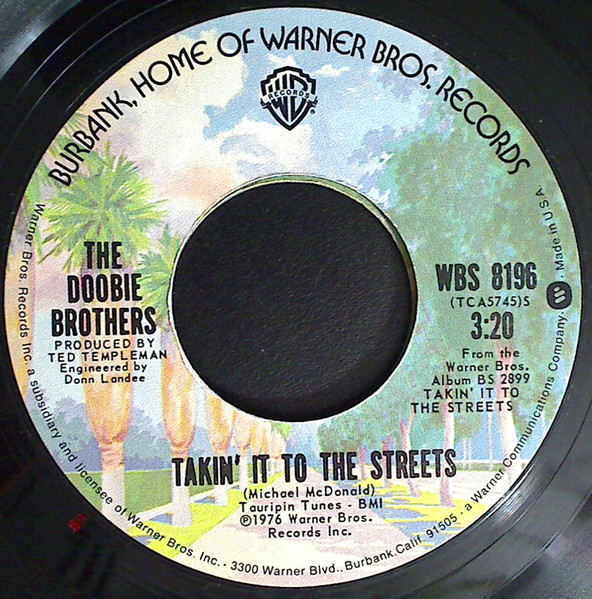 BURBANK, HOME OF WARNER BROS. RECORDS
WB
RECORDS
®
THE
DOOBIE
BROTHERS
PRODUCED BY
TED TEMPLEMAN
Engineered by
Donn Landee
WBS 8196
(TCA5745)S
3:20
From the
Warner Bros.
Album BS 2899
TAKIN' IT TO
THE STREETS
TAKIN' IT TO THE STREETS
(Michael McDonald)
Tauripin Tunes - BMI
℗1976 Warner Bros.
Records Inc.
Warner Bros. Records Inc. a subsidiary and licensee of Warner Bros. Inc. · 3300 Warner Blvd., Burbank, Calif. 91505 · a Warner Communications Company. · Made in U.S.A.